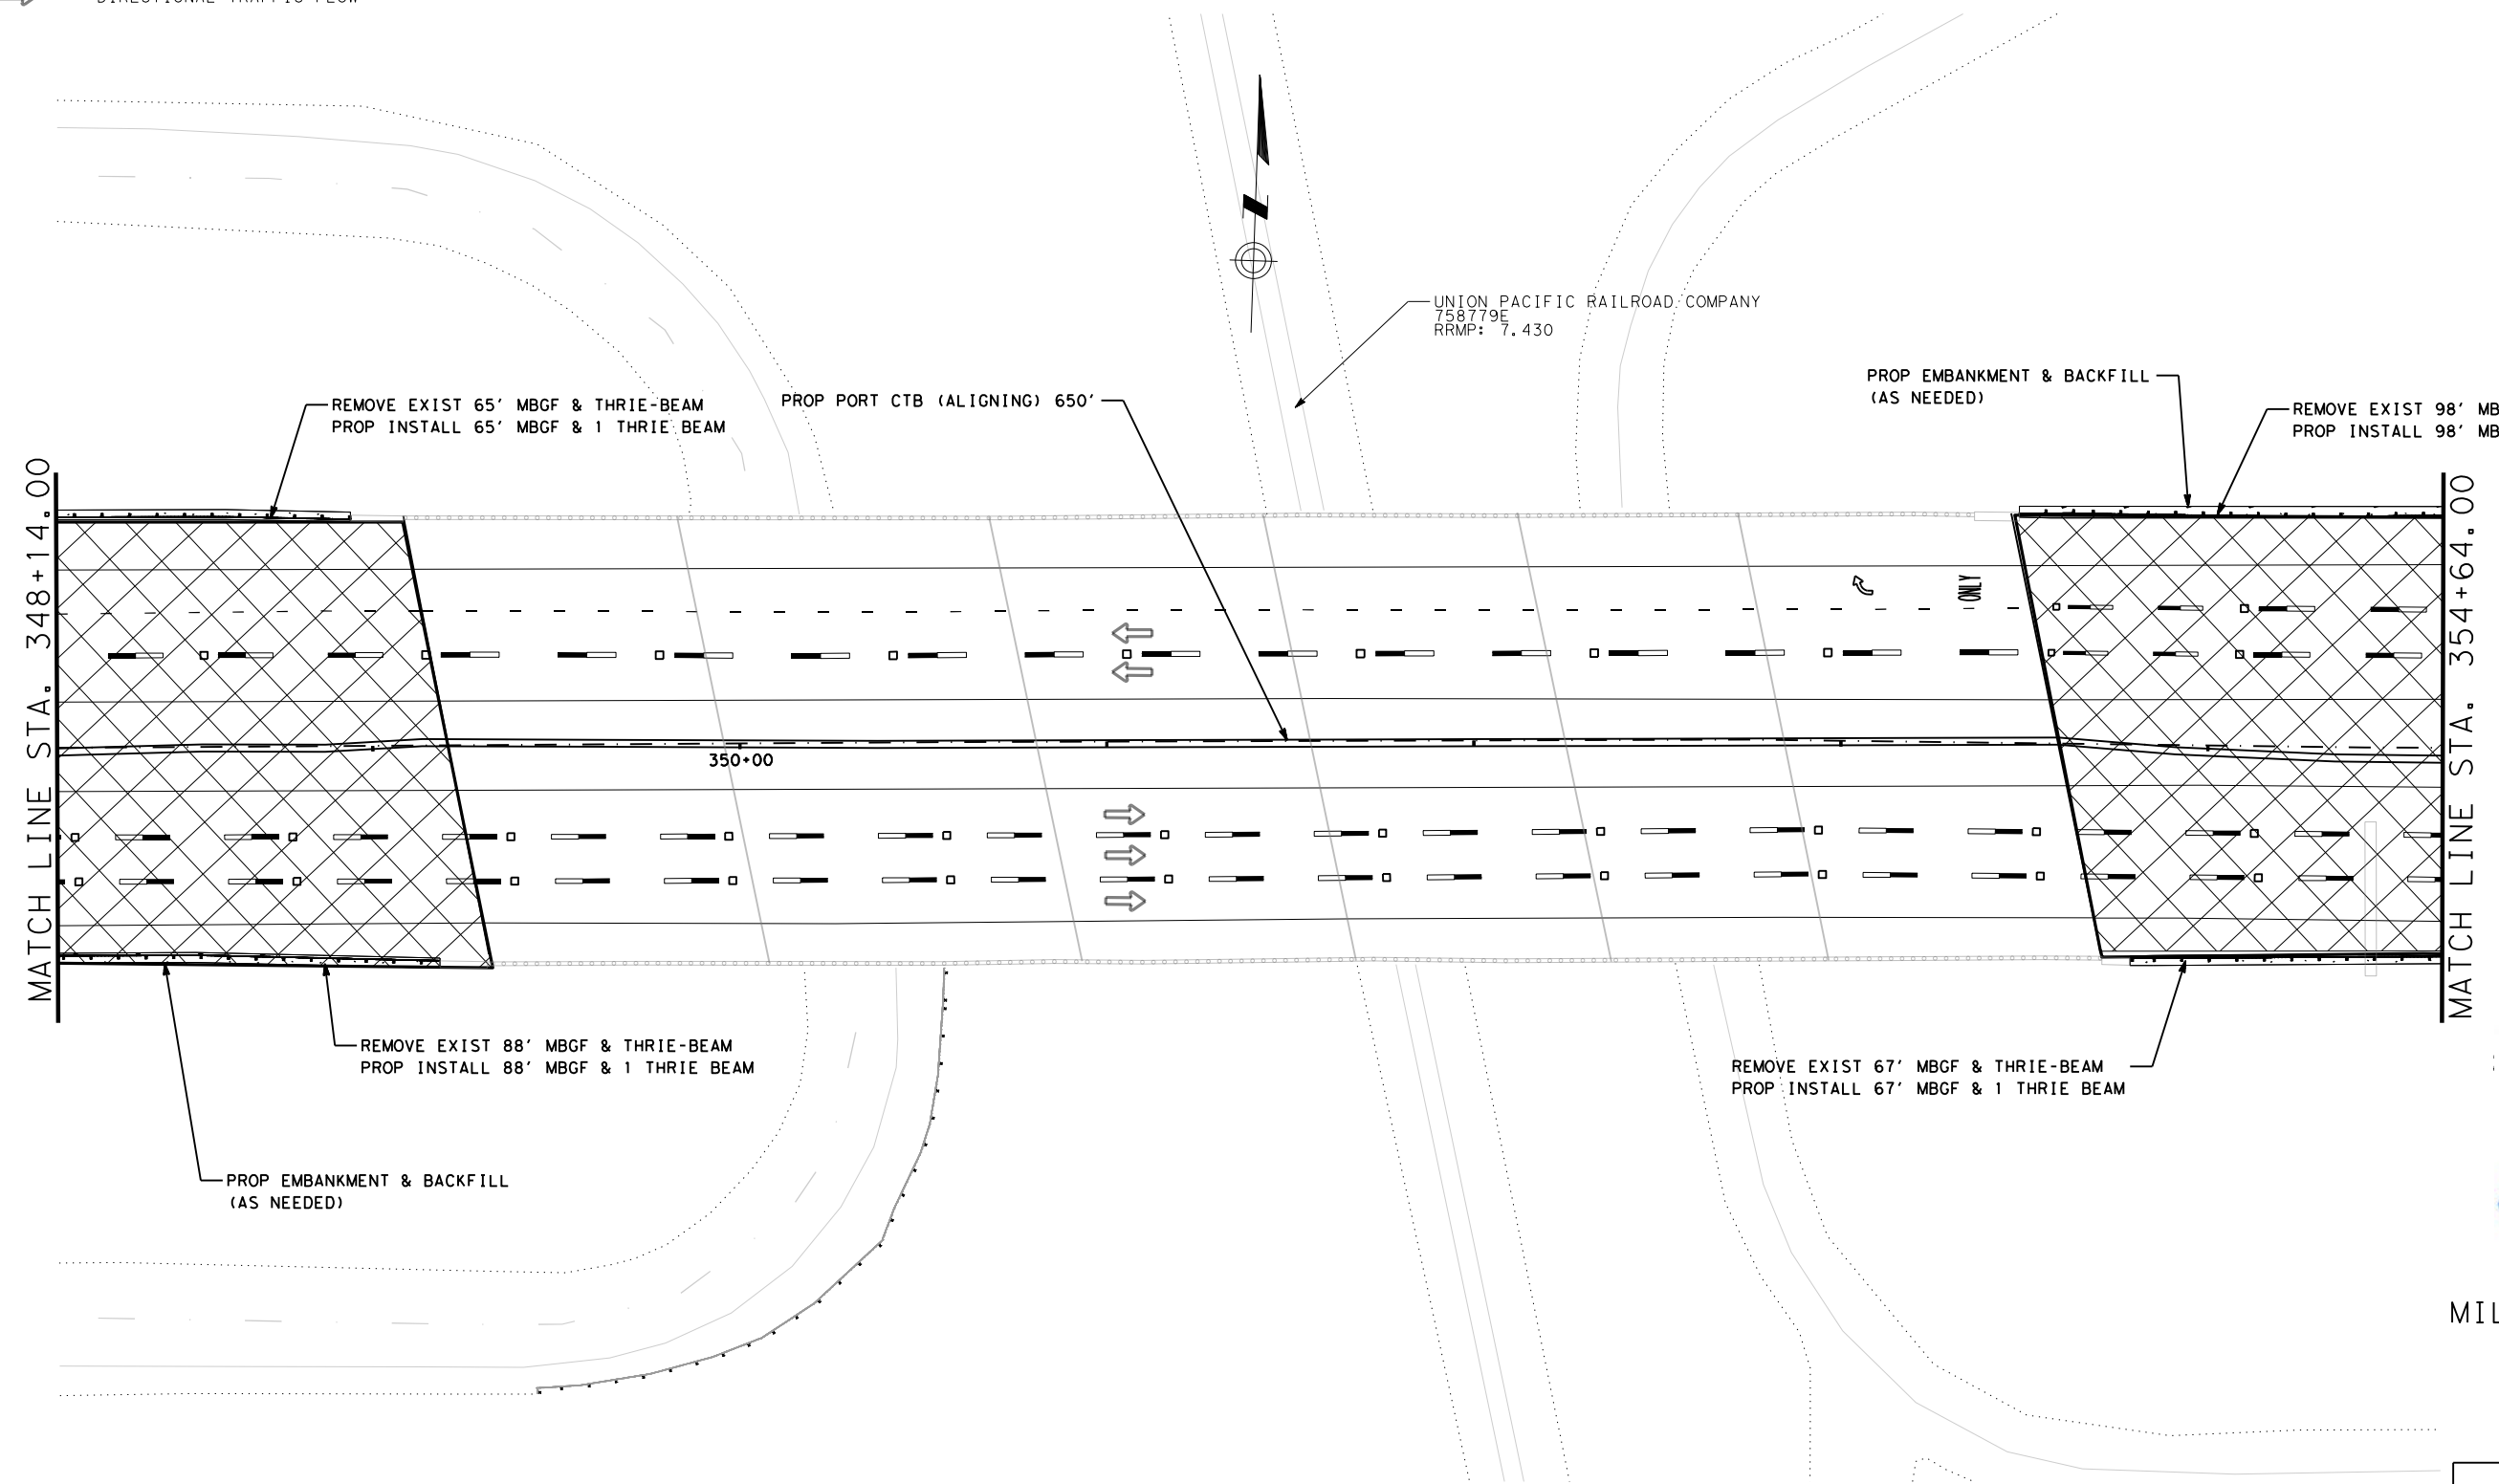 DIRECTIONAL TRAFFIC FLOW
N
UNION PACIFIC RAILROAD COMPANY
758779E
RRMP: 7.430
PROP EMBANKMENT & BACKFILL
(AS NEEDED)
REMOVE EXIST 65' MBGF & THRIE-BEAM
PROP INSTALL 65' MBGF & 1 THRIE BEAM
PROP PORT CTB (ALIGNING) 650'
REMOVE EXIST 98' MB
PROP INSTALL 98' MB
MATCH LINE STA. 348+14.00
MATCH LINE STA. 354+64.00
ONLY
350+00
REMOVE EXIST 88' MBGF & THRIE-BEAM
PROP INSTALL 88' MBGF & 1 THRIE BEAM
REMOVE EXIST 67' MBGF & THRIE-BEAM
PROP INSTALL 67' MBGF & 1 THRIE BEAM
PROP EMBANKMENT & BACKFILL
(AS NEEDED)
MIL